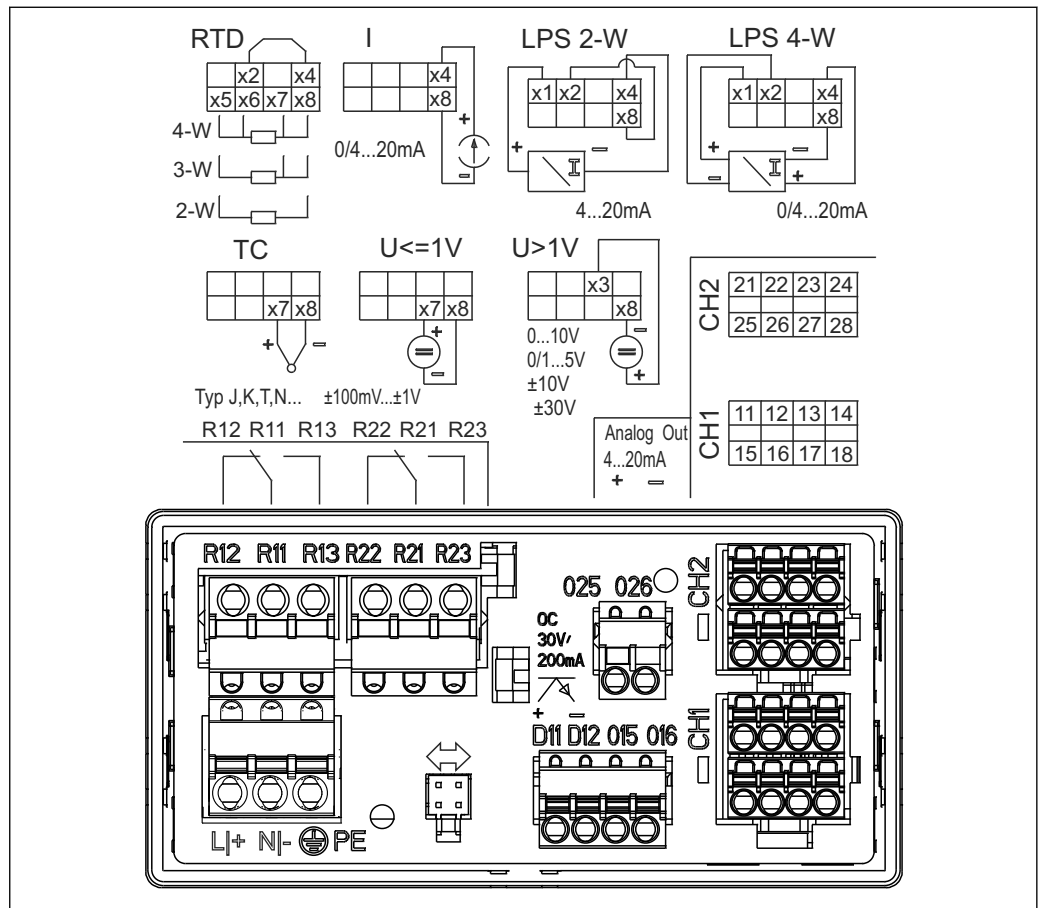 RTD I LPS 2-W LPS 4-W
x2 x4
x5 x6 x7 x8
4-W
3-W
2-W
x4
x8
+
0/4...20mA
-
x1 x2 x4
x8
+ -
I
4...20mA
x1 x2 x4
x8
+ -
- +
I
0/4...20mA
TC U<=1V U>1V
x7 x8
+ -
Typ J,K,T,N...
x7 x8
+
=
-
±100mV...±1V
x3
x8
-
=
+
0...10V
0/1...5V
±10V
±30V
CH2
21 22 23 24
25 26 27 28
CH1
11 12 13 14
15 16 17 18
Analog Out
4...20mA
+ -
R12 R11 R13 R22 R21 R23
R12 R11 R13 R22 R21 R23
O25 O26
OC
30V/
200mA
+ -
D11 D12 O15 O16
CH2
CH1
L|+ N|- PE